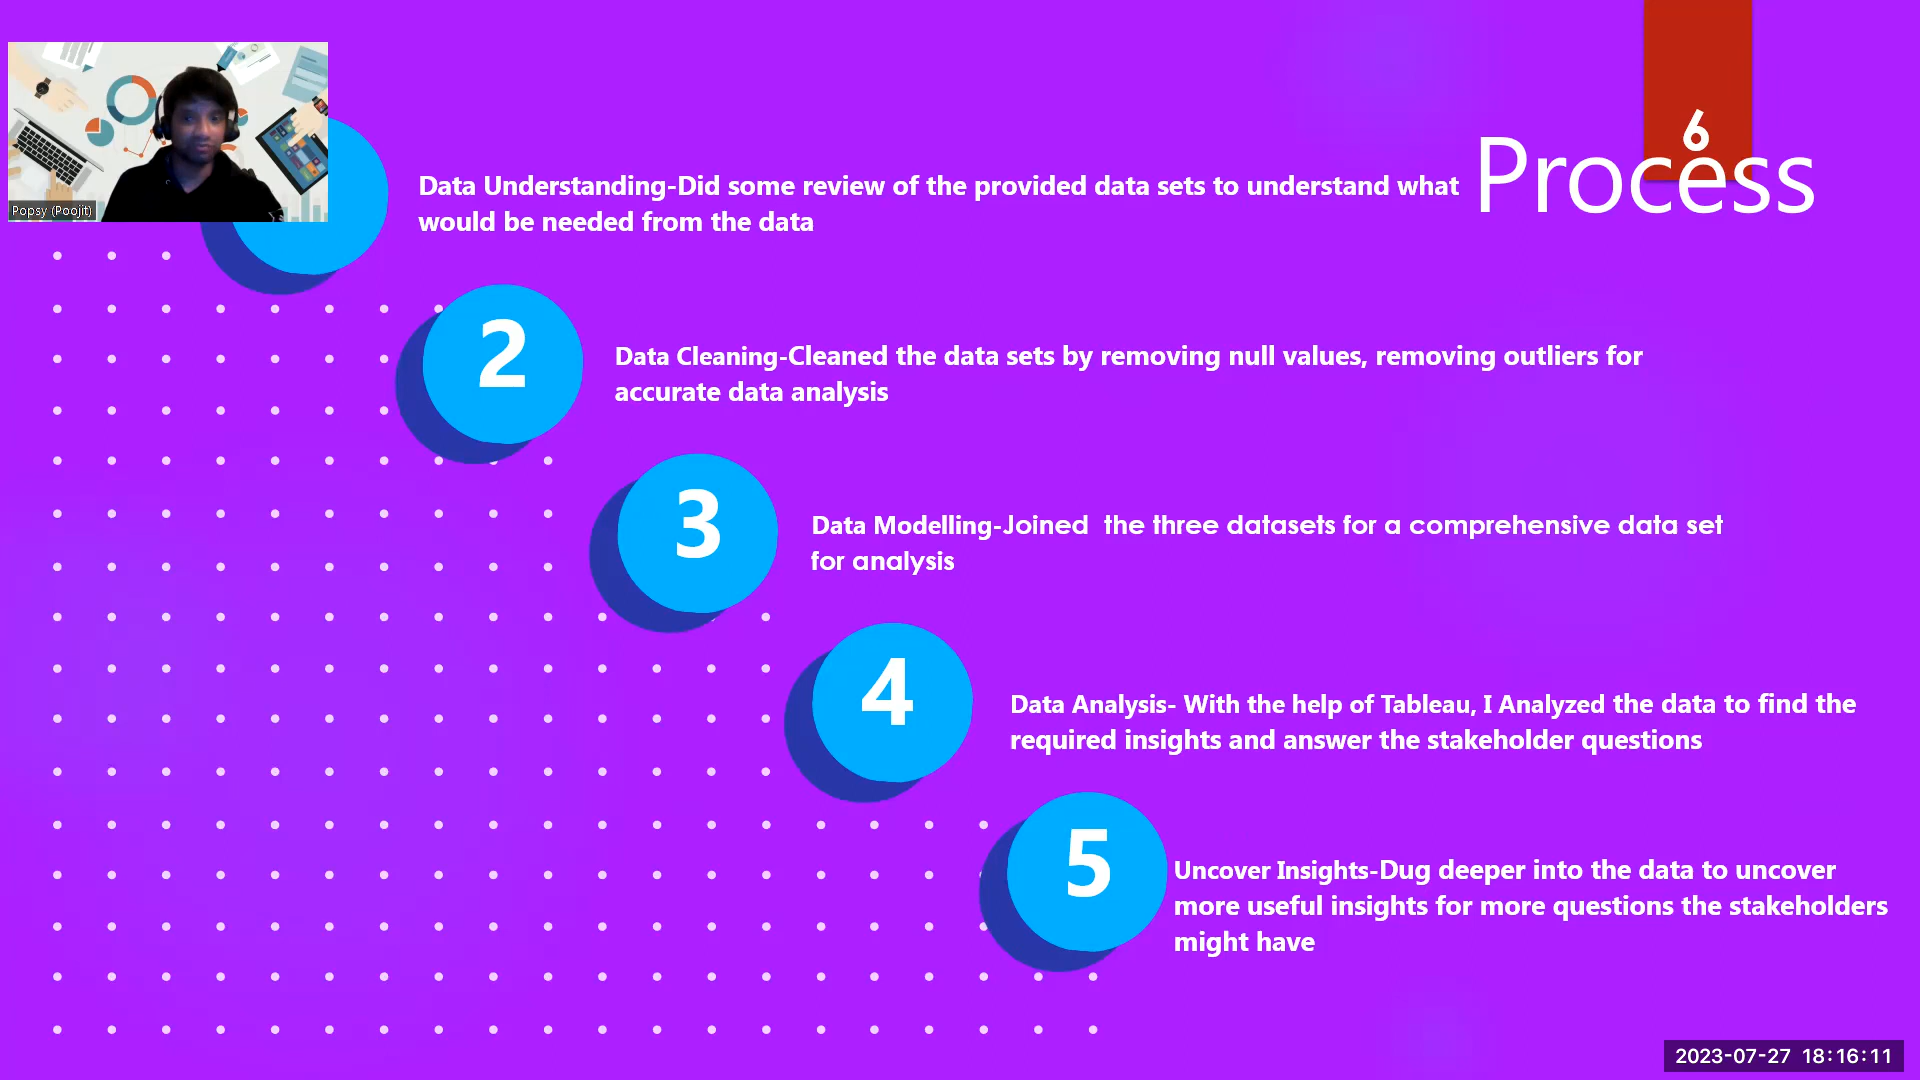 Popsy (Poojit)
6
Process
Data Understanding-Did some review of the provided data sets to understand what
would be needed from the data
2
Data Cleaning-Cleaned the data sets by removing null values, removing outliers for
accurate data analysis
3
Data Modelling-Joined  the three datasets for a comprehensive data set
for analysis
4
Data Analysis- With the help of Tableau, I Analyzed the data to find the
required insights and answer the stakeholder questions
5
Uncover Insights-Dug deeper into the data to uncover
more useful insights for more questions the stakeholders
might have
2023-07-27 18:16:11